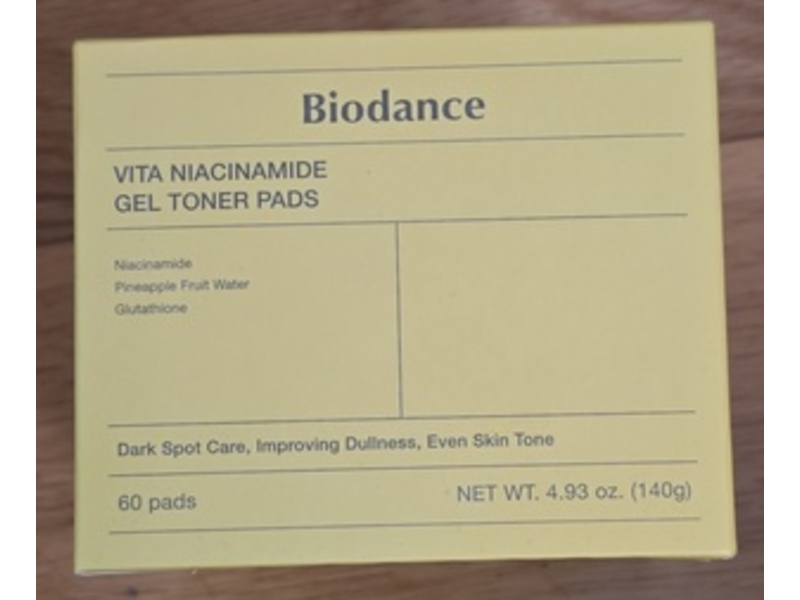 Biodance
VITA NIACINAMIDE
GEL TONER PADS
Niacinamide
Pineapple Fruit Water
Glutathione
Dark Spot Care, Improving Dullness, Even Skin Tone
60 pads
NET WT. 4.93 oz. (140g)